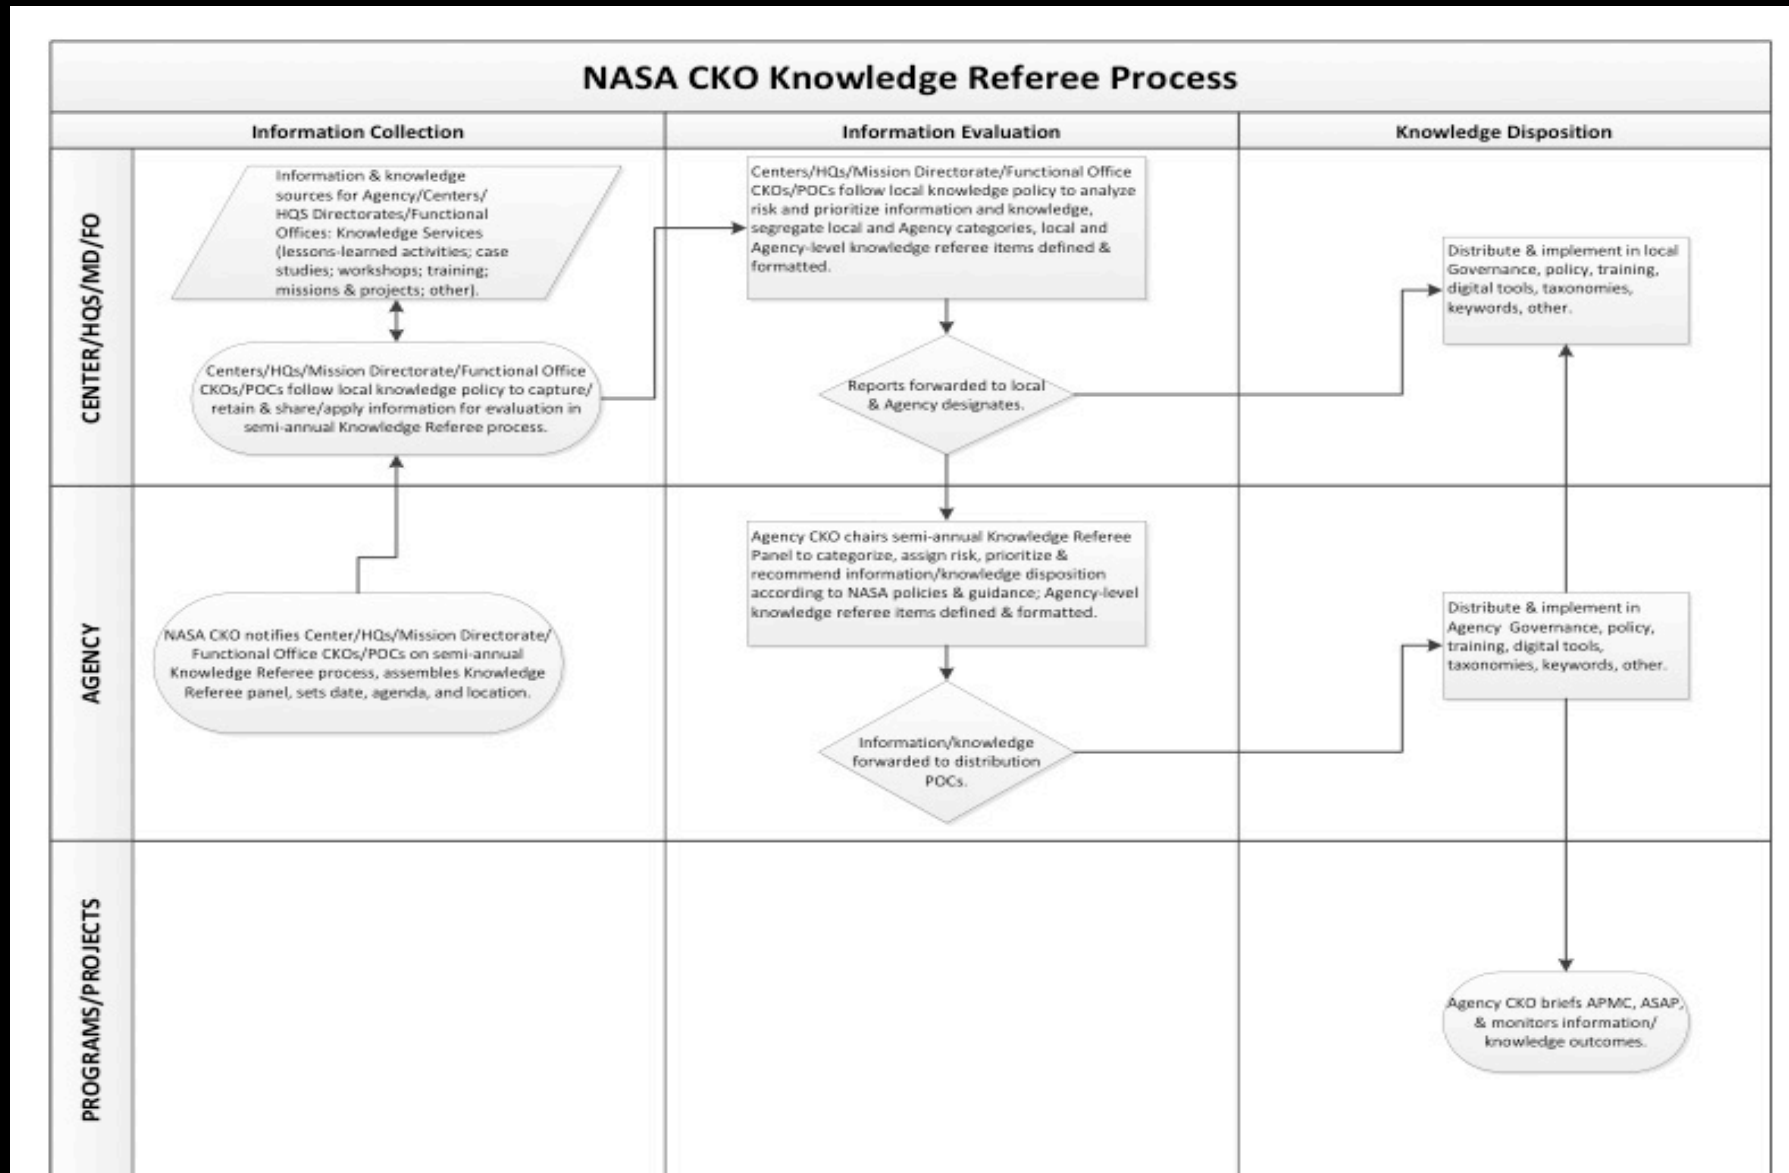 NASA CKO Knowledge Referee Process
Information Collection
Information Evaluation
Knowledge Disposition
CENTER/HQS/MD/FO
Information & knowledge
sources for Agency/Centers/
HQS Directorates/Functional
Offices: Knowledge Services
(lessons-learned activities; case
studies; workshops; training;
missions & projects; other).
Centers/HQs/Mission Directorate/Functional Office
CKOs/POCs follow local knowledge policy to capture/
retain & share/apply information for evaluation in
semi-annual Knowledge Referee process.
Centers/HQs/Mission Directorate/Functional Office
CKOs/POCs follow local knowledge policy to analyze
risk and prioritize information and knowledge,
segregate local and Agency categories, local and
Agency-level knowledge referee items defined &
formatted.
Reports forwarded to local
& Agency designates.
Distribute & implement in local
Governance, policy, training,
digital tools, taxonomies,
keywords, other.
AGENCY
NASA CKO notifies Center/HQs/Mission Directorate/
Functional Office CKOs/POCs on semi-annual
Knowledge Referee process, assembles Knowledge
Referee panel, sets date, agenda, and location.
Agency CKO chairs semi-annual Knowledge Referee
Panel to categorize, assign risk, prioritize &
recommend information/knowledge disposition
according to NASA policies & guidance; Agency-level
knowledge referee items defined & formatted.
Information/knowledge
forwarded to distribution
POCs.
Distribute & implement in
Agency Governance, policy,
training, digital tools,
taxonomies, keywords, other.
PROGRAMS/PROJECTS
Agency CKO briefs APMC, ASAP,
& monitors information/
knowledge outcomes.